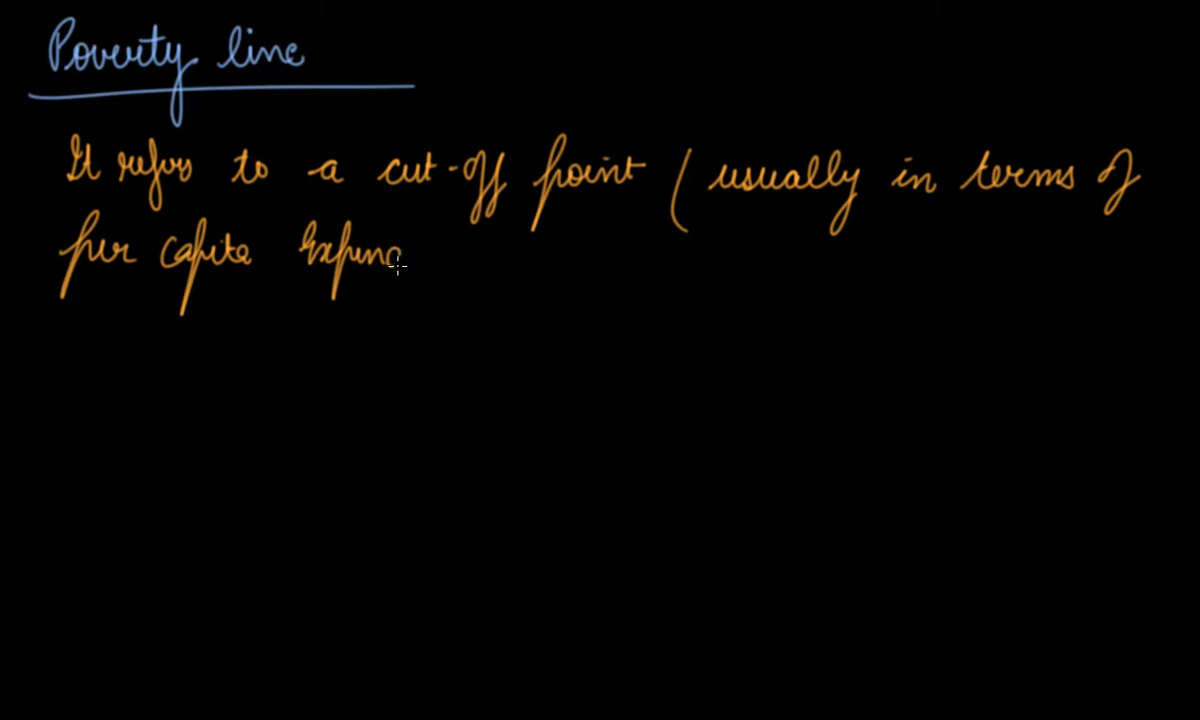 Poverty line
It refers to a cut-off point ( usually in terms of
per capita Expen